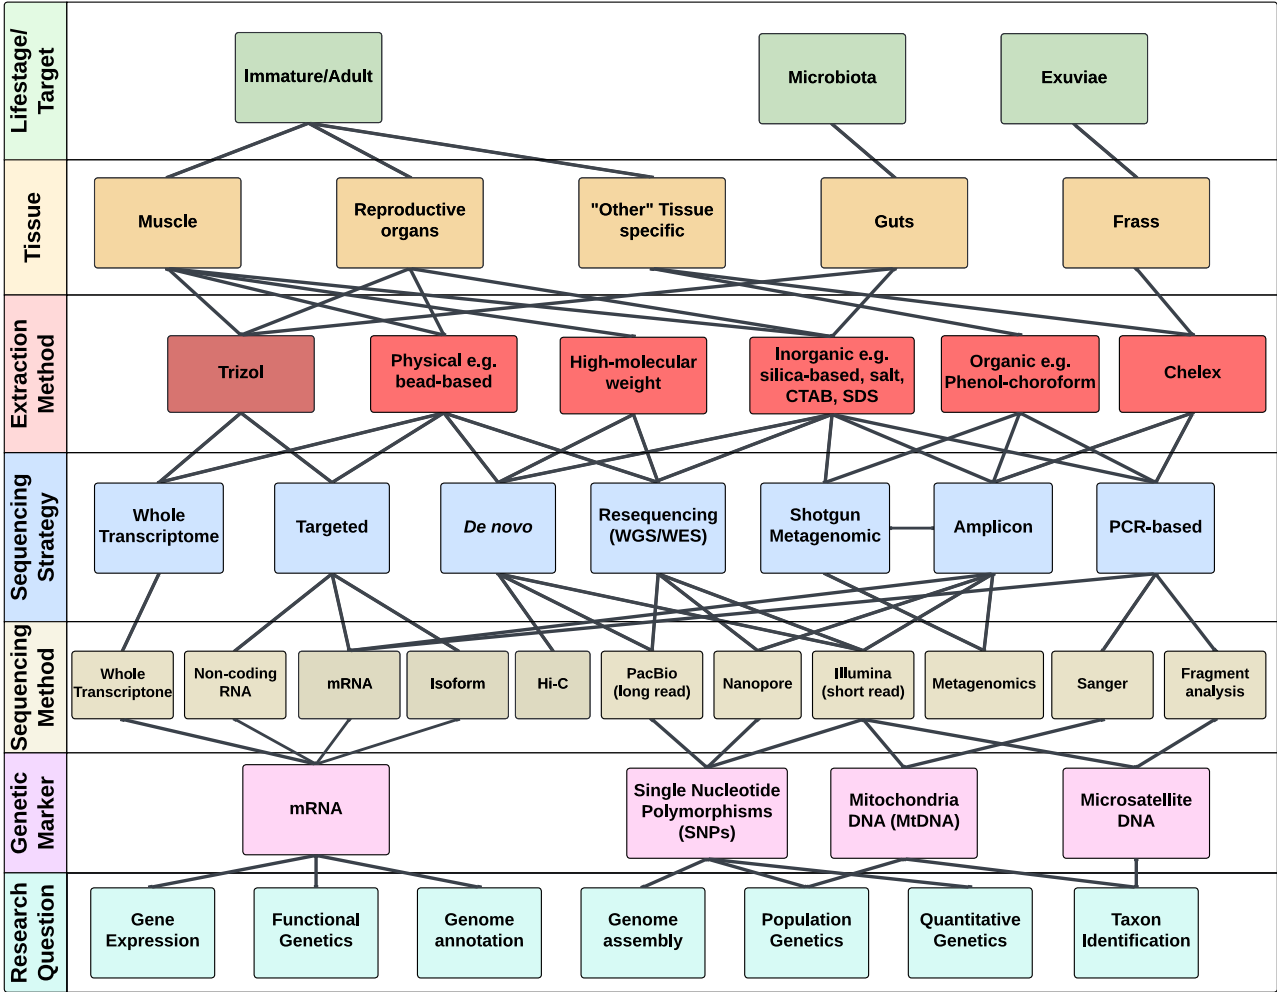 Lifestage/
Target
Immature/Adult
Microbiota
Exuviae
Tissue
Muscle
Reproductive
organs
"Other" Tissue
specific
Guts
Frass
Extraction
Method
Trizol
Physical e.g.
bead-based
High-molecular
weight
Inorganic e.g.
silica-based, salt,
CTAB, SDS
Organic e.g.
Phenol-choroform
Chelex
Sequencing
Strategy
Whole
Transcriptome
Targeted
De novo
Resequencing
(WGS/WES)
Shotgun
Metagenomic
Amplicon
PCR-based
Sequencing
Method
Whole
Transcriptone
Non-coding
RNA
mRNA
Isoform
Hi-C
PacBio
(long read)
Nanopore
Illumina
(short read)
Metagenomics
Sanger
Fragment
analysis
Genetic
Marker
mRNA
Single Nucleotide
Polymorphisms
(SNPs)
Mitochondria
DNA (MtDNA)
Microsatellite
DNA
Research
Question
Gene
Expression
Functional
Genetics
Genome
annotation
Genome
assembly
Population
Genetics
Quantitative
Genetics
Taxon
Identification